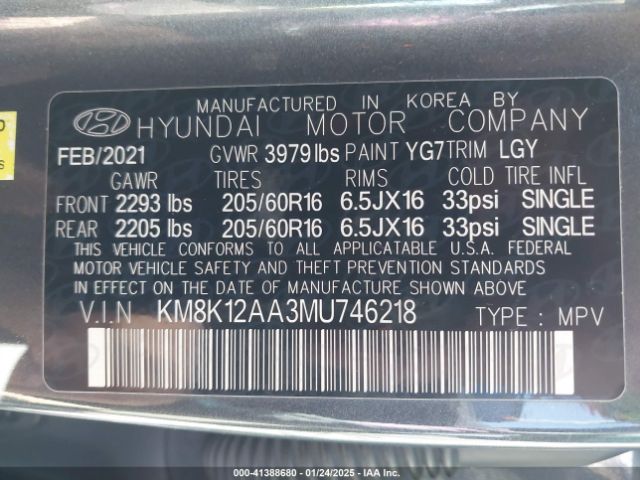 MANUFACTURED IN KOREA BY
HYUNDAI MOTOR COMPANY
FEB/2021 GVWR 3979 lbs PAINT YG7 TRIM LGY
GAWR TIRES RIMS COLD TIRE INFL
FRONT 2293 lbs 205/60R16 6.5JX16 33psi SINGLE
REAR 2205 lbs 205/60R16 6.5JX16 33psi SINGLE
THIS VEHICLE CONFORMS TO ALL APPLICABLE U.S.A. FEDERAL
MOTOR VEHICLE SAFETY AND THEFT PREVENTION STANDARDS
IN EFFECT ON THE DATE OF MANUFACTURE SHOWN ABOVE
V.I.N KM8K12AA3MU746218 TYPE : MPV
000-41388680 - 01/24/2025 - IAA Inc.